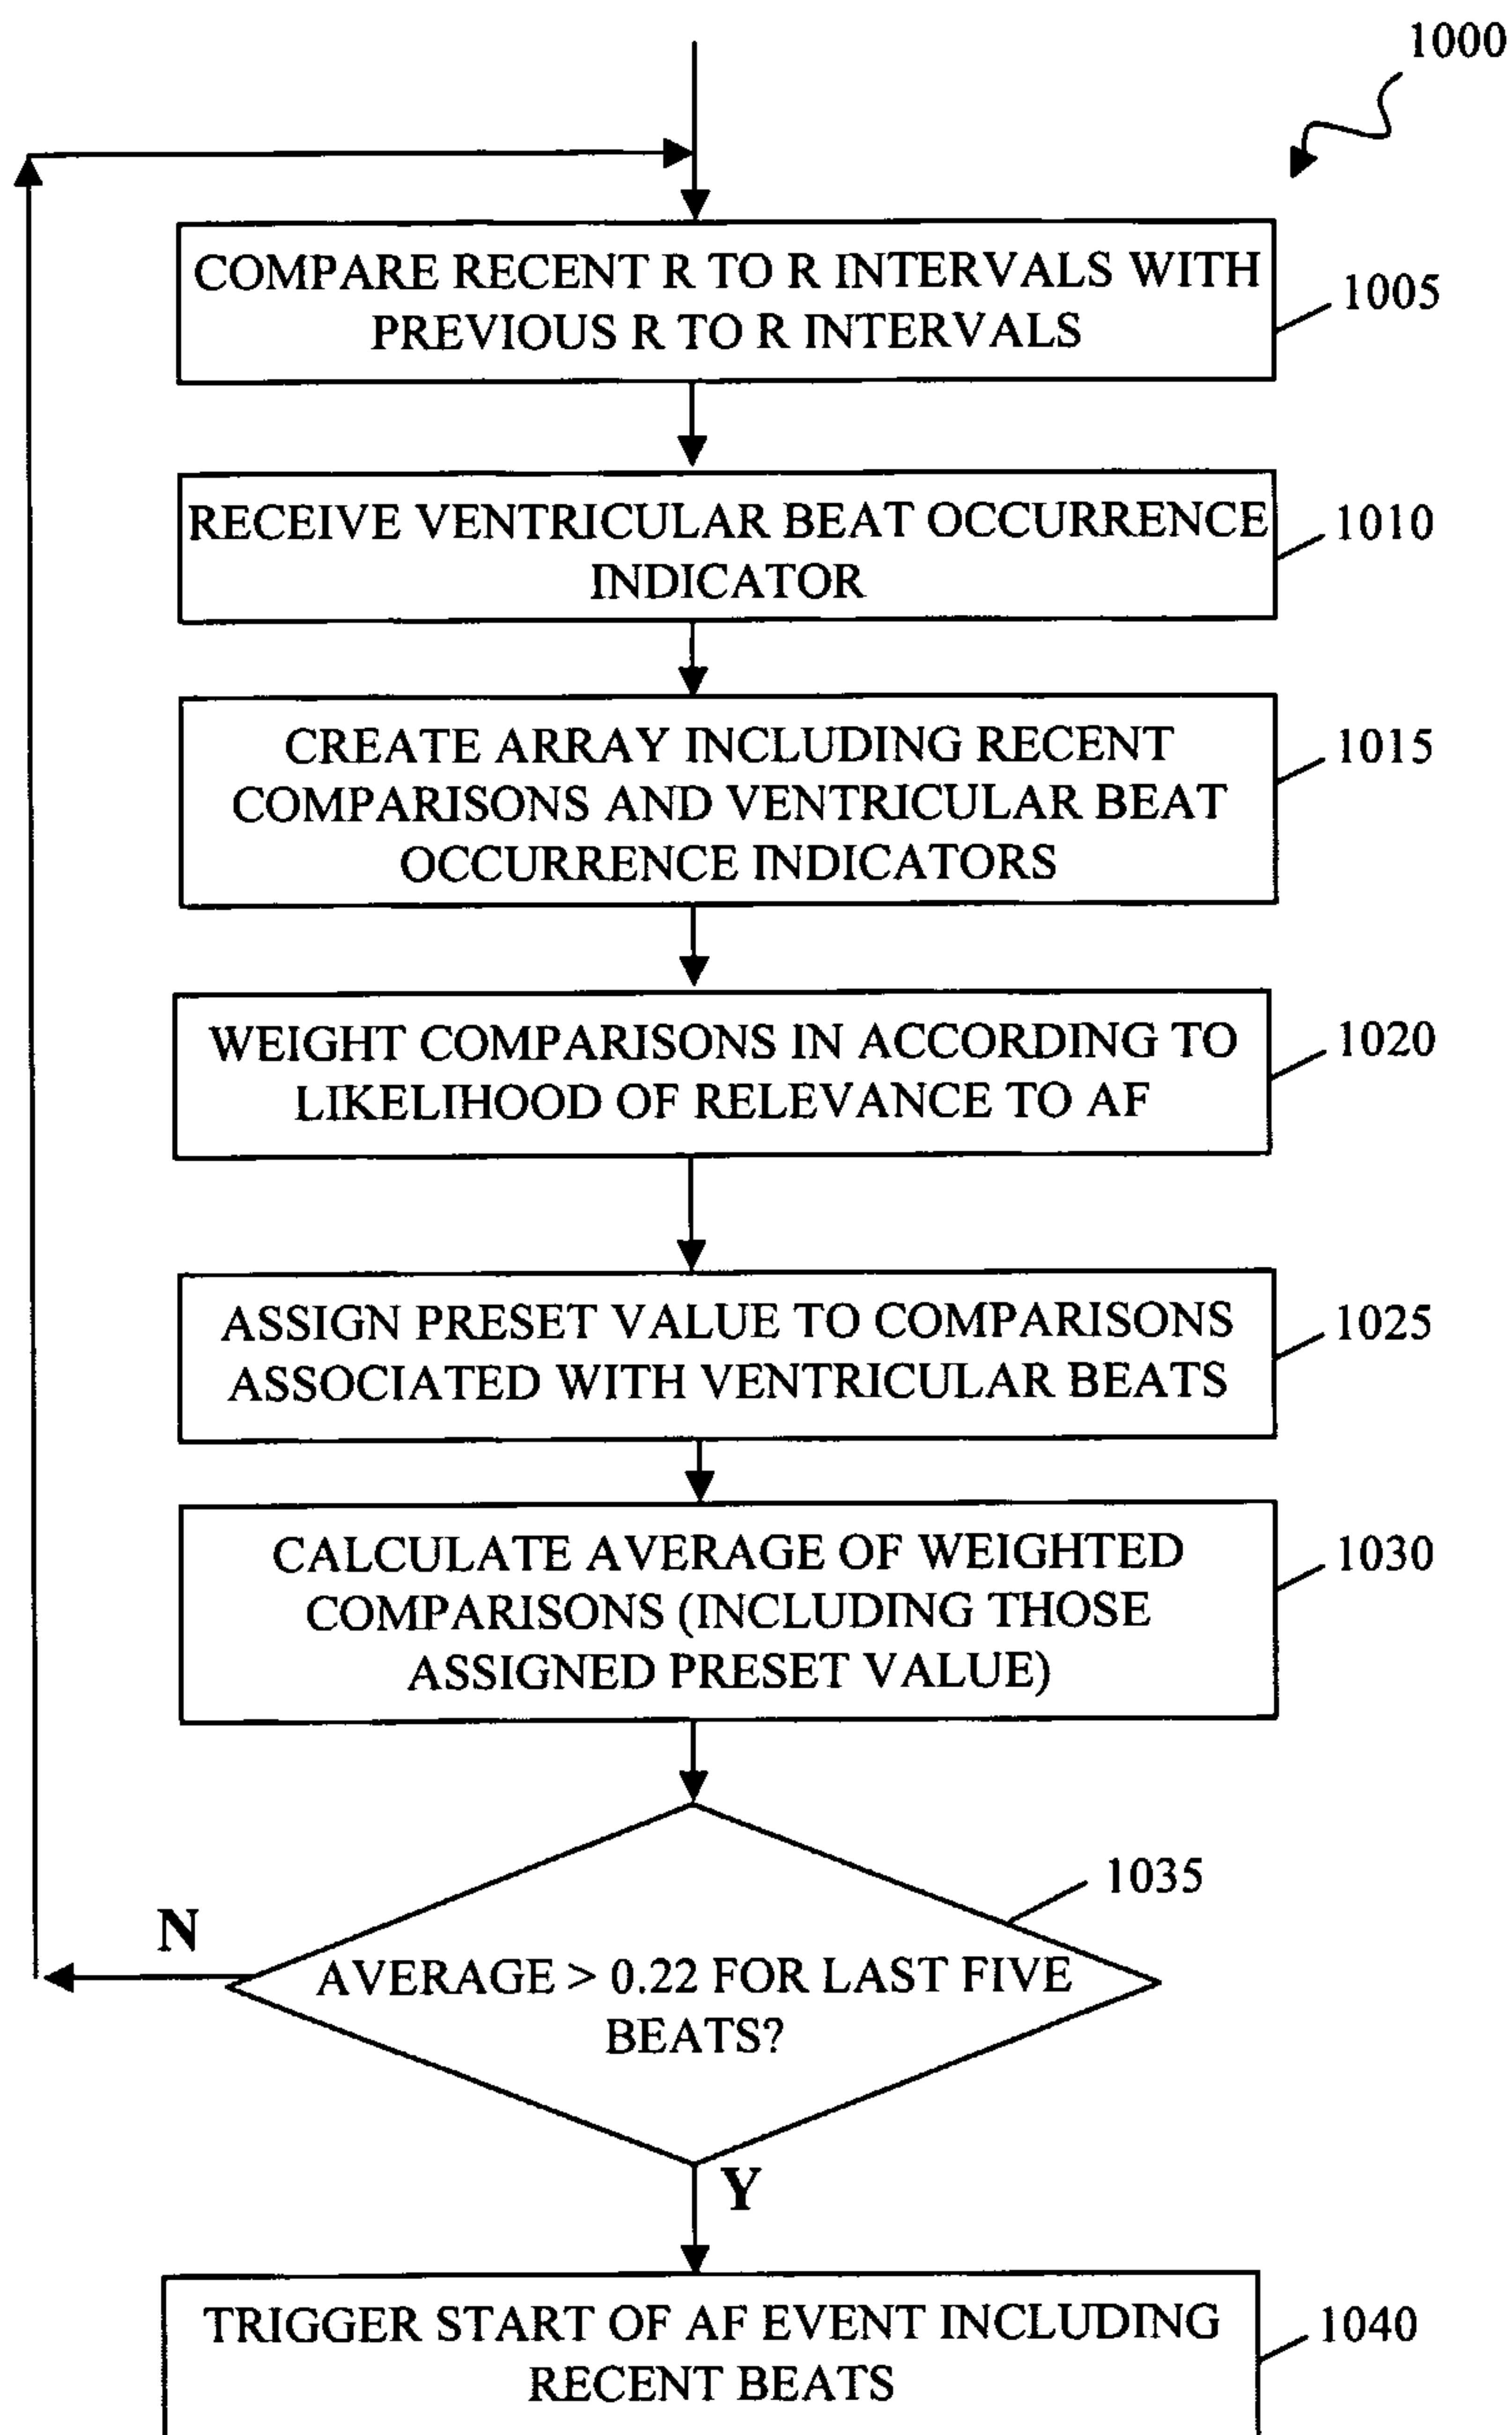 1000
COMPARE RECENT R TO R INTERVALS WITH
PREVIOUS R TO R INTERVALS
1005
RECEIVE VENTRICULAR BEAT OCCURRENCE
INDICATOR
1010
CREATE ARRAY INCLUDING RECENT
COMPARISONS AND VENTRICULAR BEAT
OCCURRENCE INDICATORS
1015
WEIGHT COMPARISONS IN ACCORDING TO
LIKELIHOOD OF RELEVANCE TO AF
1020
ASSIGN PRESET VALUE TO COMPARISONS
ASSOCIATED WITH VENTRICULAR BEATS
1025
CALCULATE AVERAGE OF WEIGHTED
COMPARISONS (INCLUDING THOSE
ASSIGNED PRESET VALUE)
1030
1035
N
AVERAGE > 0.22 FOR LAST FIVE
BEATS?
Y
TRIGGER START OF AF EVENT INCLUDING
RECENT BEATS
1040